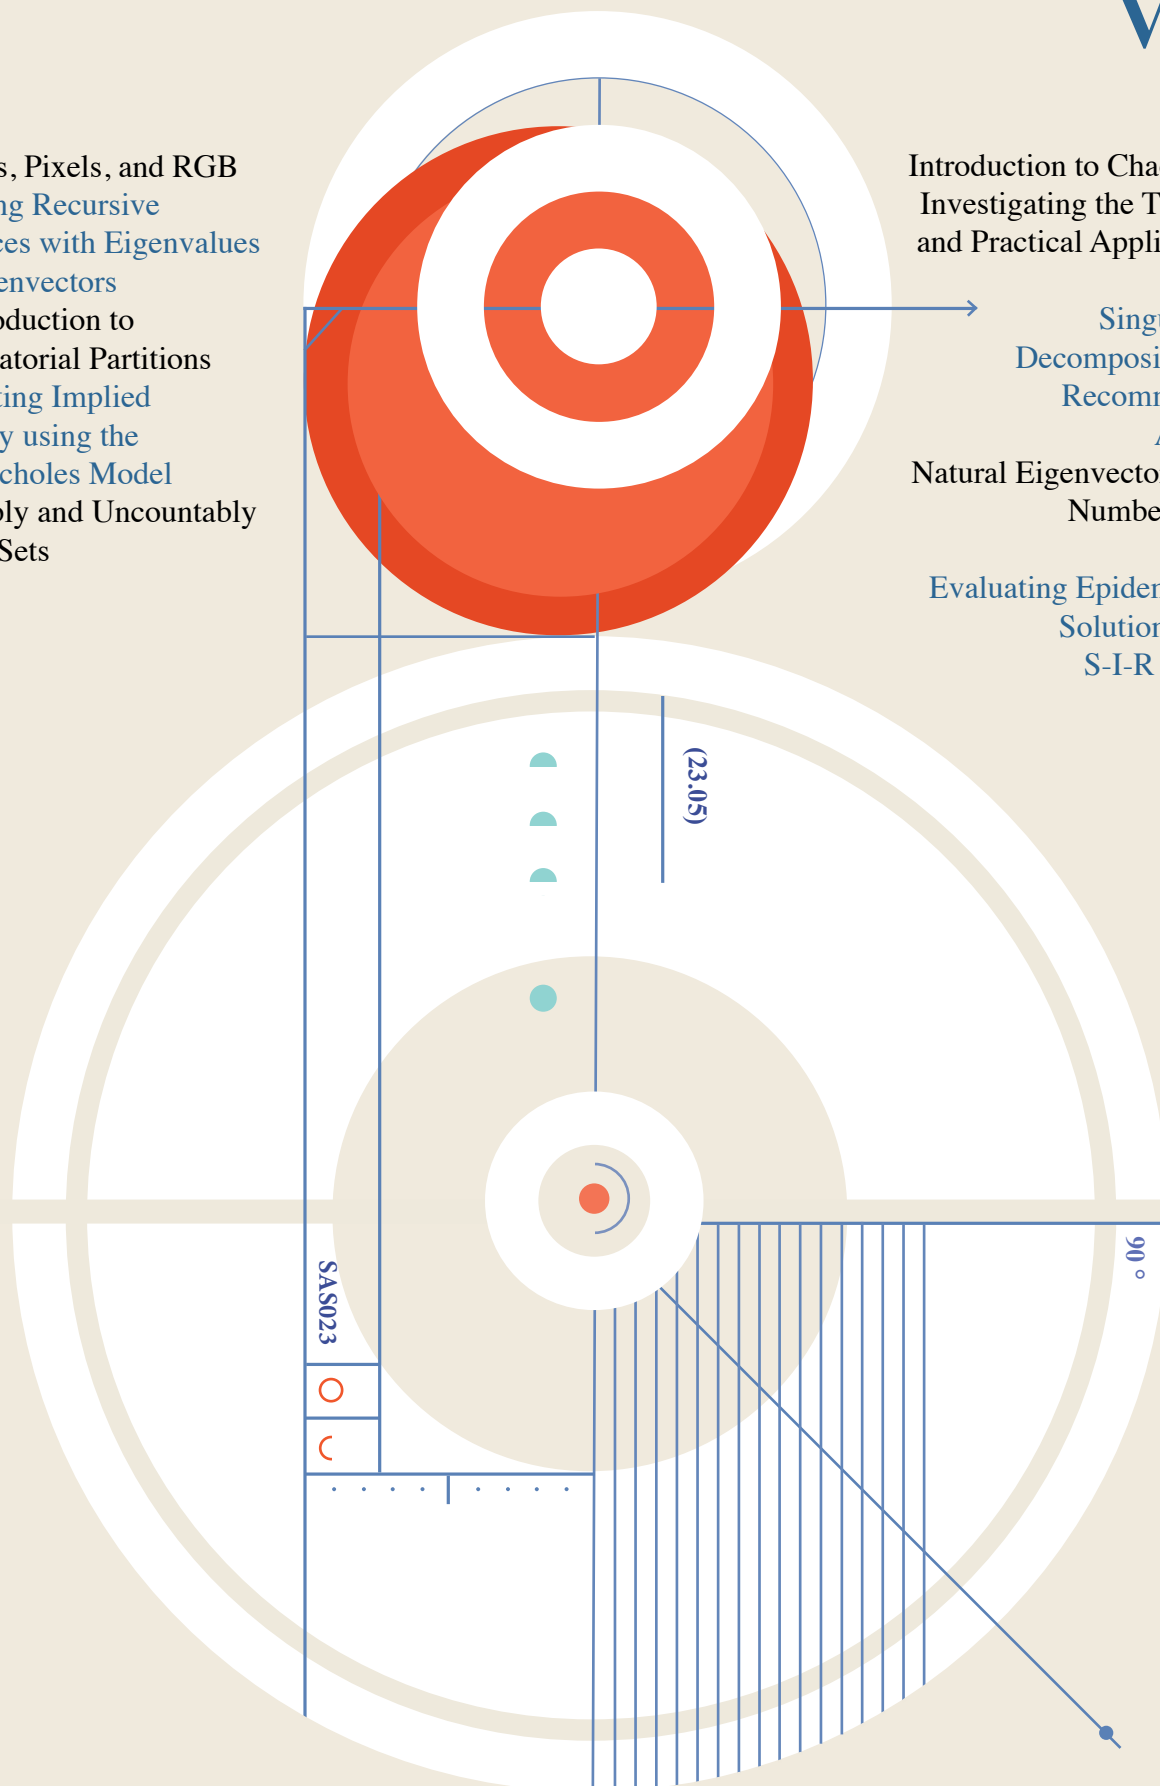 s, Pixels, and RGB
ng Recursive
ces with Eigenvalues
envectors
oduction to
atorial Partitions
ting Implied
y using the
choles Model
bly and Uncountably
Sets
Introduction to Cha
Investigating the T
and Practical Appli
Singu
Decomposi
Recomm
Natural Eigenvecto
Numbe
Evaluating Epidem
Solution
S-I-R
(23.05)
90 °
SAS023